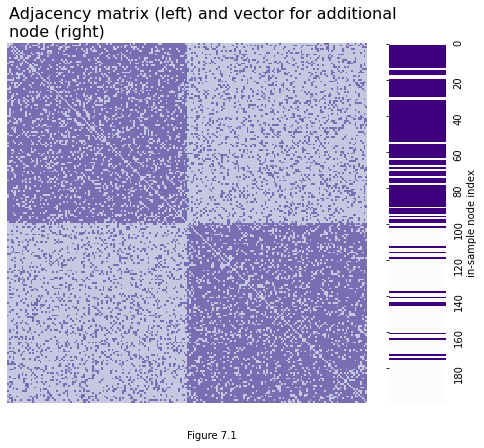 Adjacency matrix (left) and vector for additional
node (right)
0
20
40
60
80
100
120
140
160
180
in-sample node index
Figure 7.1